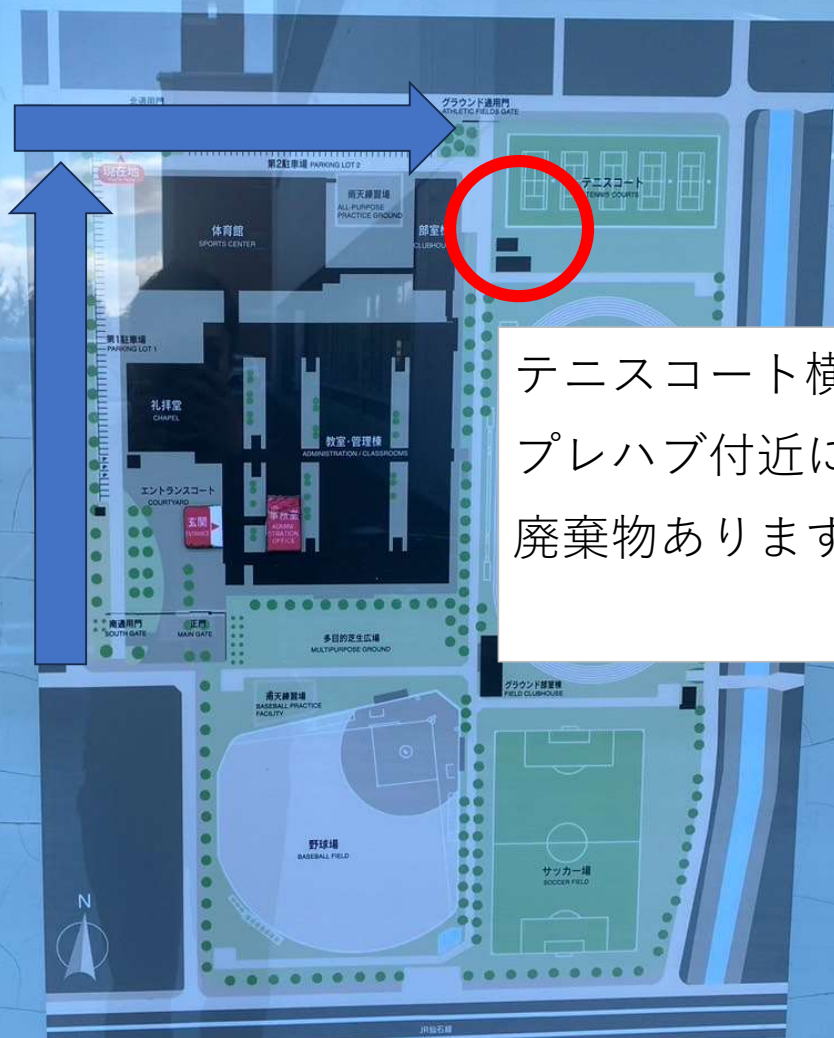 北通用門
グラウンド通用門
ATHLETIC FIELDS GATE
第2駐車場 PARKING LOT 2
現在地
雨天練習場
ALL-PURPOSE
PRACTICE GROUND
テニスコート
TENNIS COURTS
体育館
SPORTS CENTER
部室
CLUBHOU
第1駐車場
PARKING LOT 1
テニスコート横
プレハブ付近に
廃棄物あります
礼拝堂
CHAPEL
教室・管理棟
ADMINISTRATION / CLASSROOMS
エントランスコート
COURTYARD
玄関
ENTRANCE
事務室
ADMINI
STRATION
OFFICE
南通用門
SOUTH GATE
正門
MAIN GATE
多目的芝生広場
MULTIPURPOSE GROUND
雨天練習場
BASEBALL PRACTICE
FACILITY
グラウンド部室棟
FIELD CLUBHOUSE
野球場
BASEBALL FIELD
サッカー場
SOCCER FIELD
N
JR仙石線